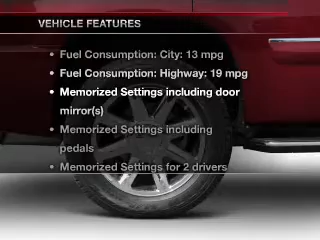 VEHICLE FEATURES
• Fuel Consumption: City: 13 mpg
• Fuel Consumption: Highway: 19 mpg
• Memorized Settings including door
mirror(s)
• Memorized Settings including
pedals
• Memorized Settings for 2 drivers